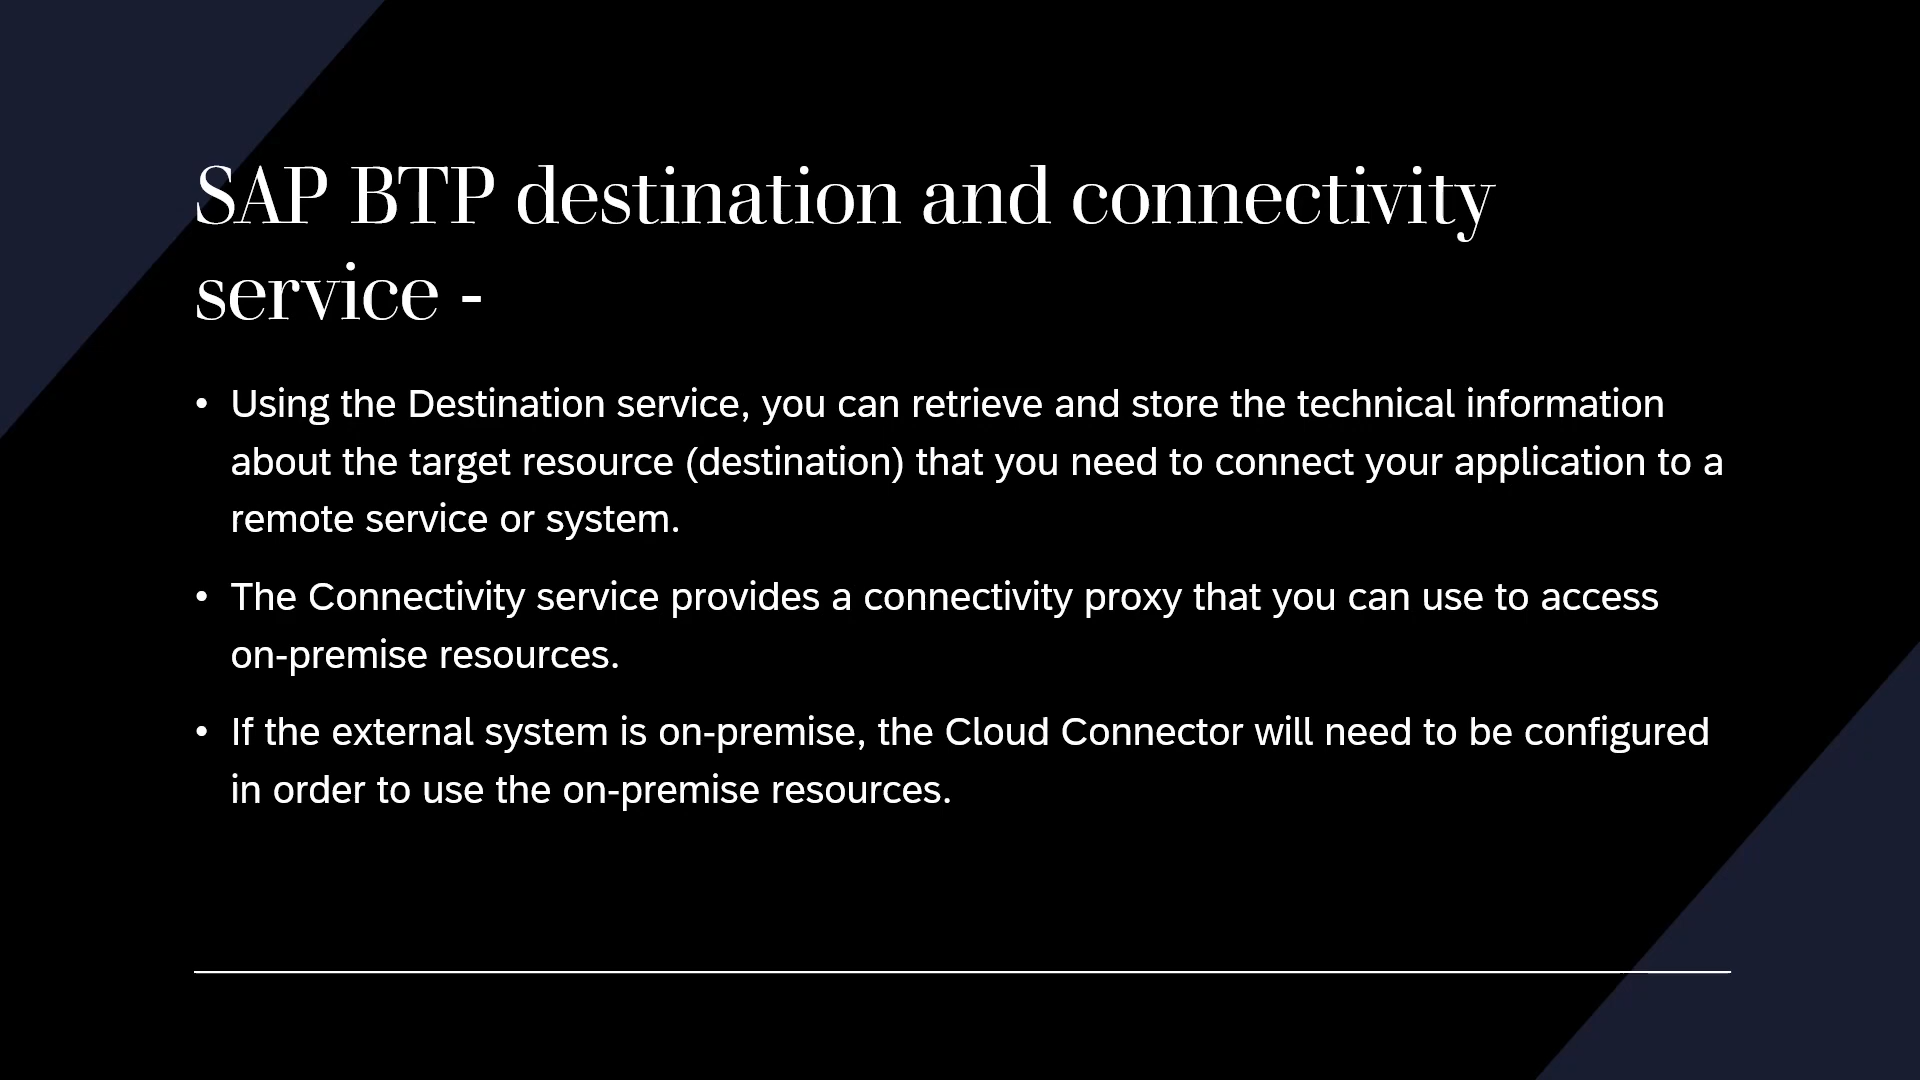 SAP BTP destination and connectivity
service -
• Using the Destination service, you can retrieve and store the technical information
about the target resource (destination) that you need to connect your application to a
remote service or system.
• The Connectivity service provides a connectivity proxy that you can use to access
on-premise resources.
• If the external system is on-premise, the Cloud Connector will need to be configured
in order to use the on-premise resources.